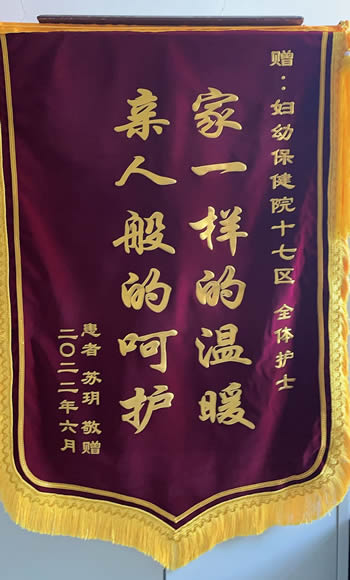 赠：妇幼保健院十七区 全体护士
家一样的温暖
亲人般的呵护
患者 苏玥 敬赠
二〇二二年六月